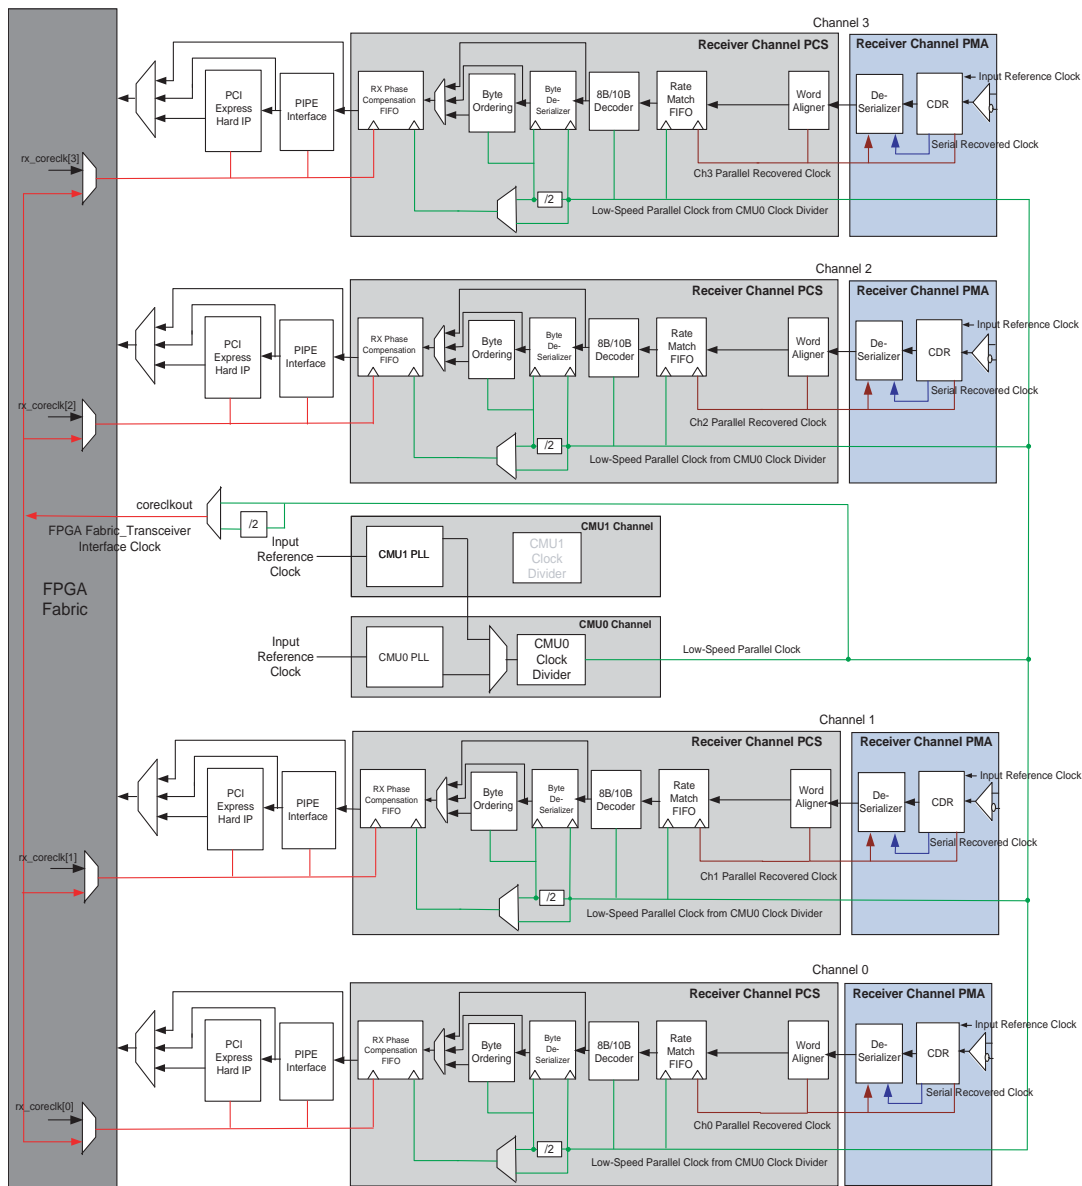 Channel 3
Receiver Channel PCS
Receiver Channel PMA
Input Reference Clock
PCI
Express
Hard IP
PIPE
Interface
RX Phase
Compensation
FIFO
Byte
Ordering
Byte
De-
Serializer
8B/10B
Decoder
Rate
Match
FIFO
Word
Aligner
De-
Serializer
CDR
Serial Recovered Clock
rx_coreclk[3]
Ch3 Parallel Recovered Clock
/2
Low-Speed Parallel Clock from CMU0 Clock Divider
Channel 2
Receiver Channel PCS
Receiver Channel PMA
Input Reference Clock
PCI
Express
Hard IP
PIPE
Interface
RX Phase
Compensation
FIFO
Byte
Ordering
Byte
De-
Serializer
8B/10B
Decoder
Rate
Match
FIFO
Word
Aligner
De-
Serializer
CDR
Serial Recovered Clock
rx_coreclk[2]
Ch2 Parallel Recovered Clock
/2
Low-Speed Parallel Clock from CMU0 Clock Divider
coreclkout
/2
FPGA Fabric_Transceiver
Interface Clock
FPGA
Fabric
Input
Reference
Clock
CMU1 Channel
CMU1 PLL
CMU1
Clock
Divider
Input
Reference
Clock
CMU0 Channel
CMU0 PLL
CMU0
Clock
Divider
Low-Speed Parallel Clock
Channel 1
Receiver Channel PCS
Receiver Channel PMA
Input Reference Clock
PCI
Express
Hard IP
PIPE
Interface
RX Phase
Compensation
FIFO
Byte
Ordering
Byte
De-
Serializer
8B/10B
Decoder
Rate
Match
FIFO
Word
Aligner
De-
Serializer
CDR
Serial Recovered Clock
rx_coreclk[1]
Ch1 Parallel Recovered Clock
/2
Low-Speed Parallel Clock from CMU0 Clock Divider
Channel 0
Receiver Channel PCS
Receiver Channel PMA
Input Reference Clock
PCI
Express
Hard IP
PIPE
Interface
RX Phase
Compensation
FIFO
Byte
Ordering
Byte
De-
Serializer
8B/10B
Decoder
Rate
Match
FIFO
Word
Aligner
De-
Serializer
CDR
Serial Recovered Clock
rx_coreclk[0]
Ch0 Parallel Recovered Clock
/2
Low-Speed Parallel Clock from CMU0 Clock Divider